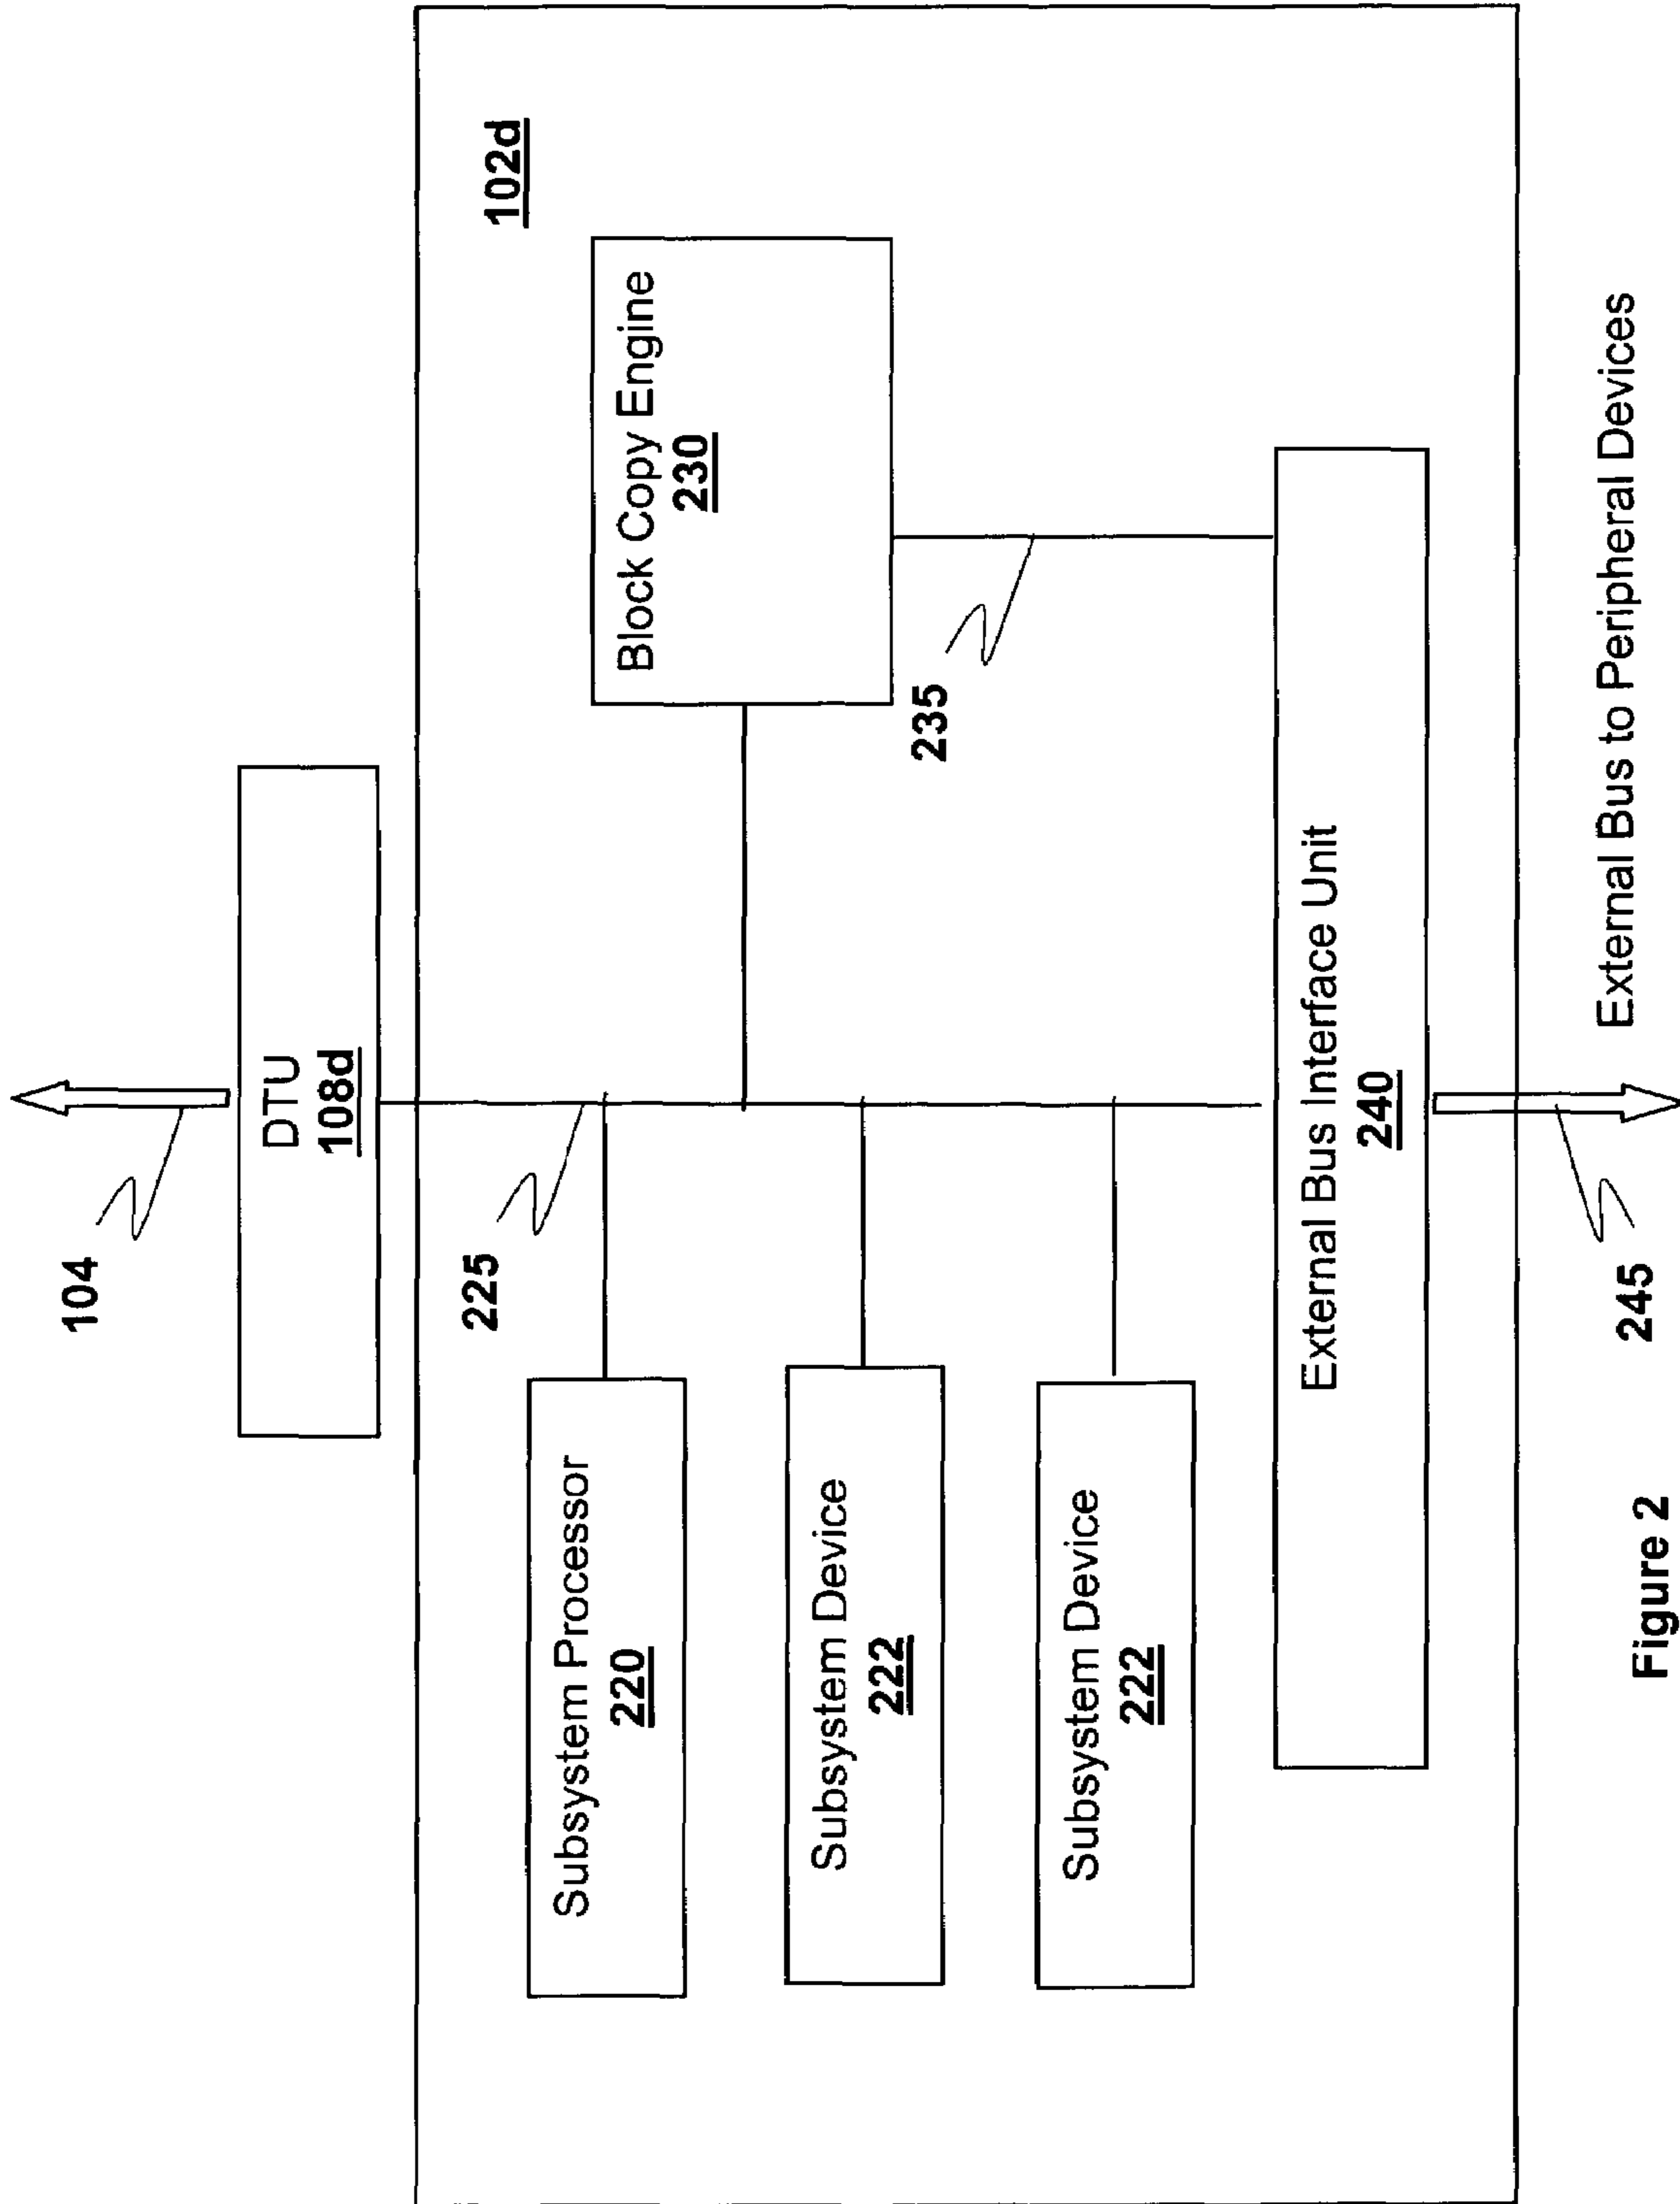 104
DTU
108d
102d
225
Subsystem Processor
220
Block Copy Engine
230
Subsystem Device
222
235
Subsystem Device
222
External Bus Interface Unit
240
245
External Bus to Peripheral Devices
Figure 2